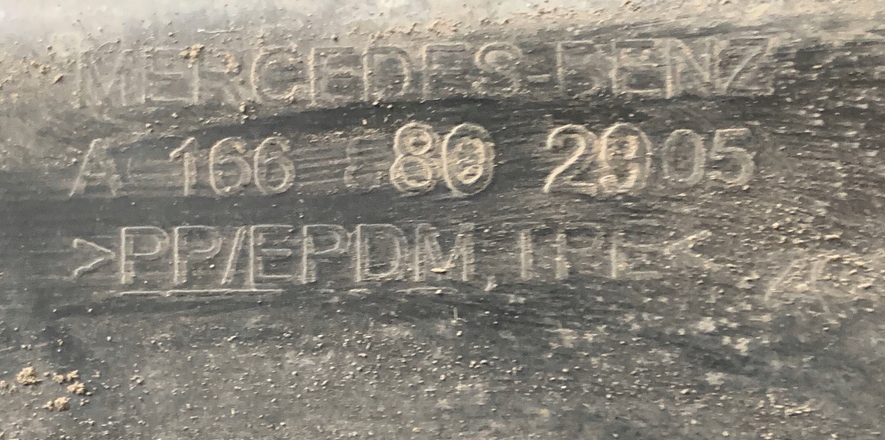 MERCEDES-BENZ
A 166 880 2905
>PP/EPDM,TPE<